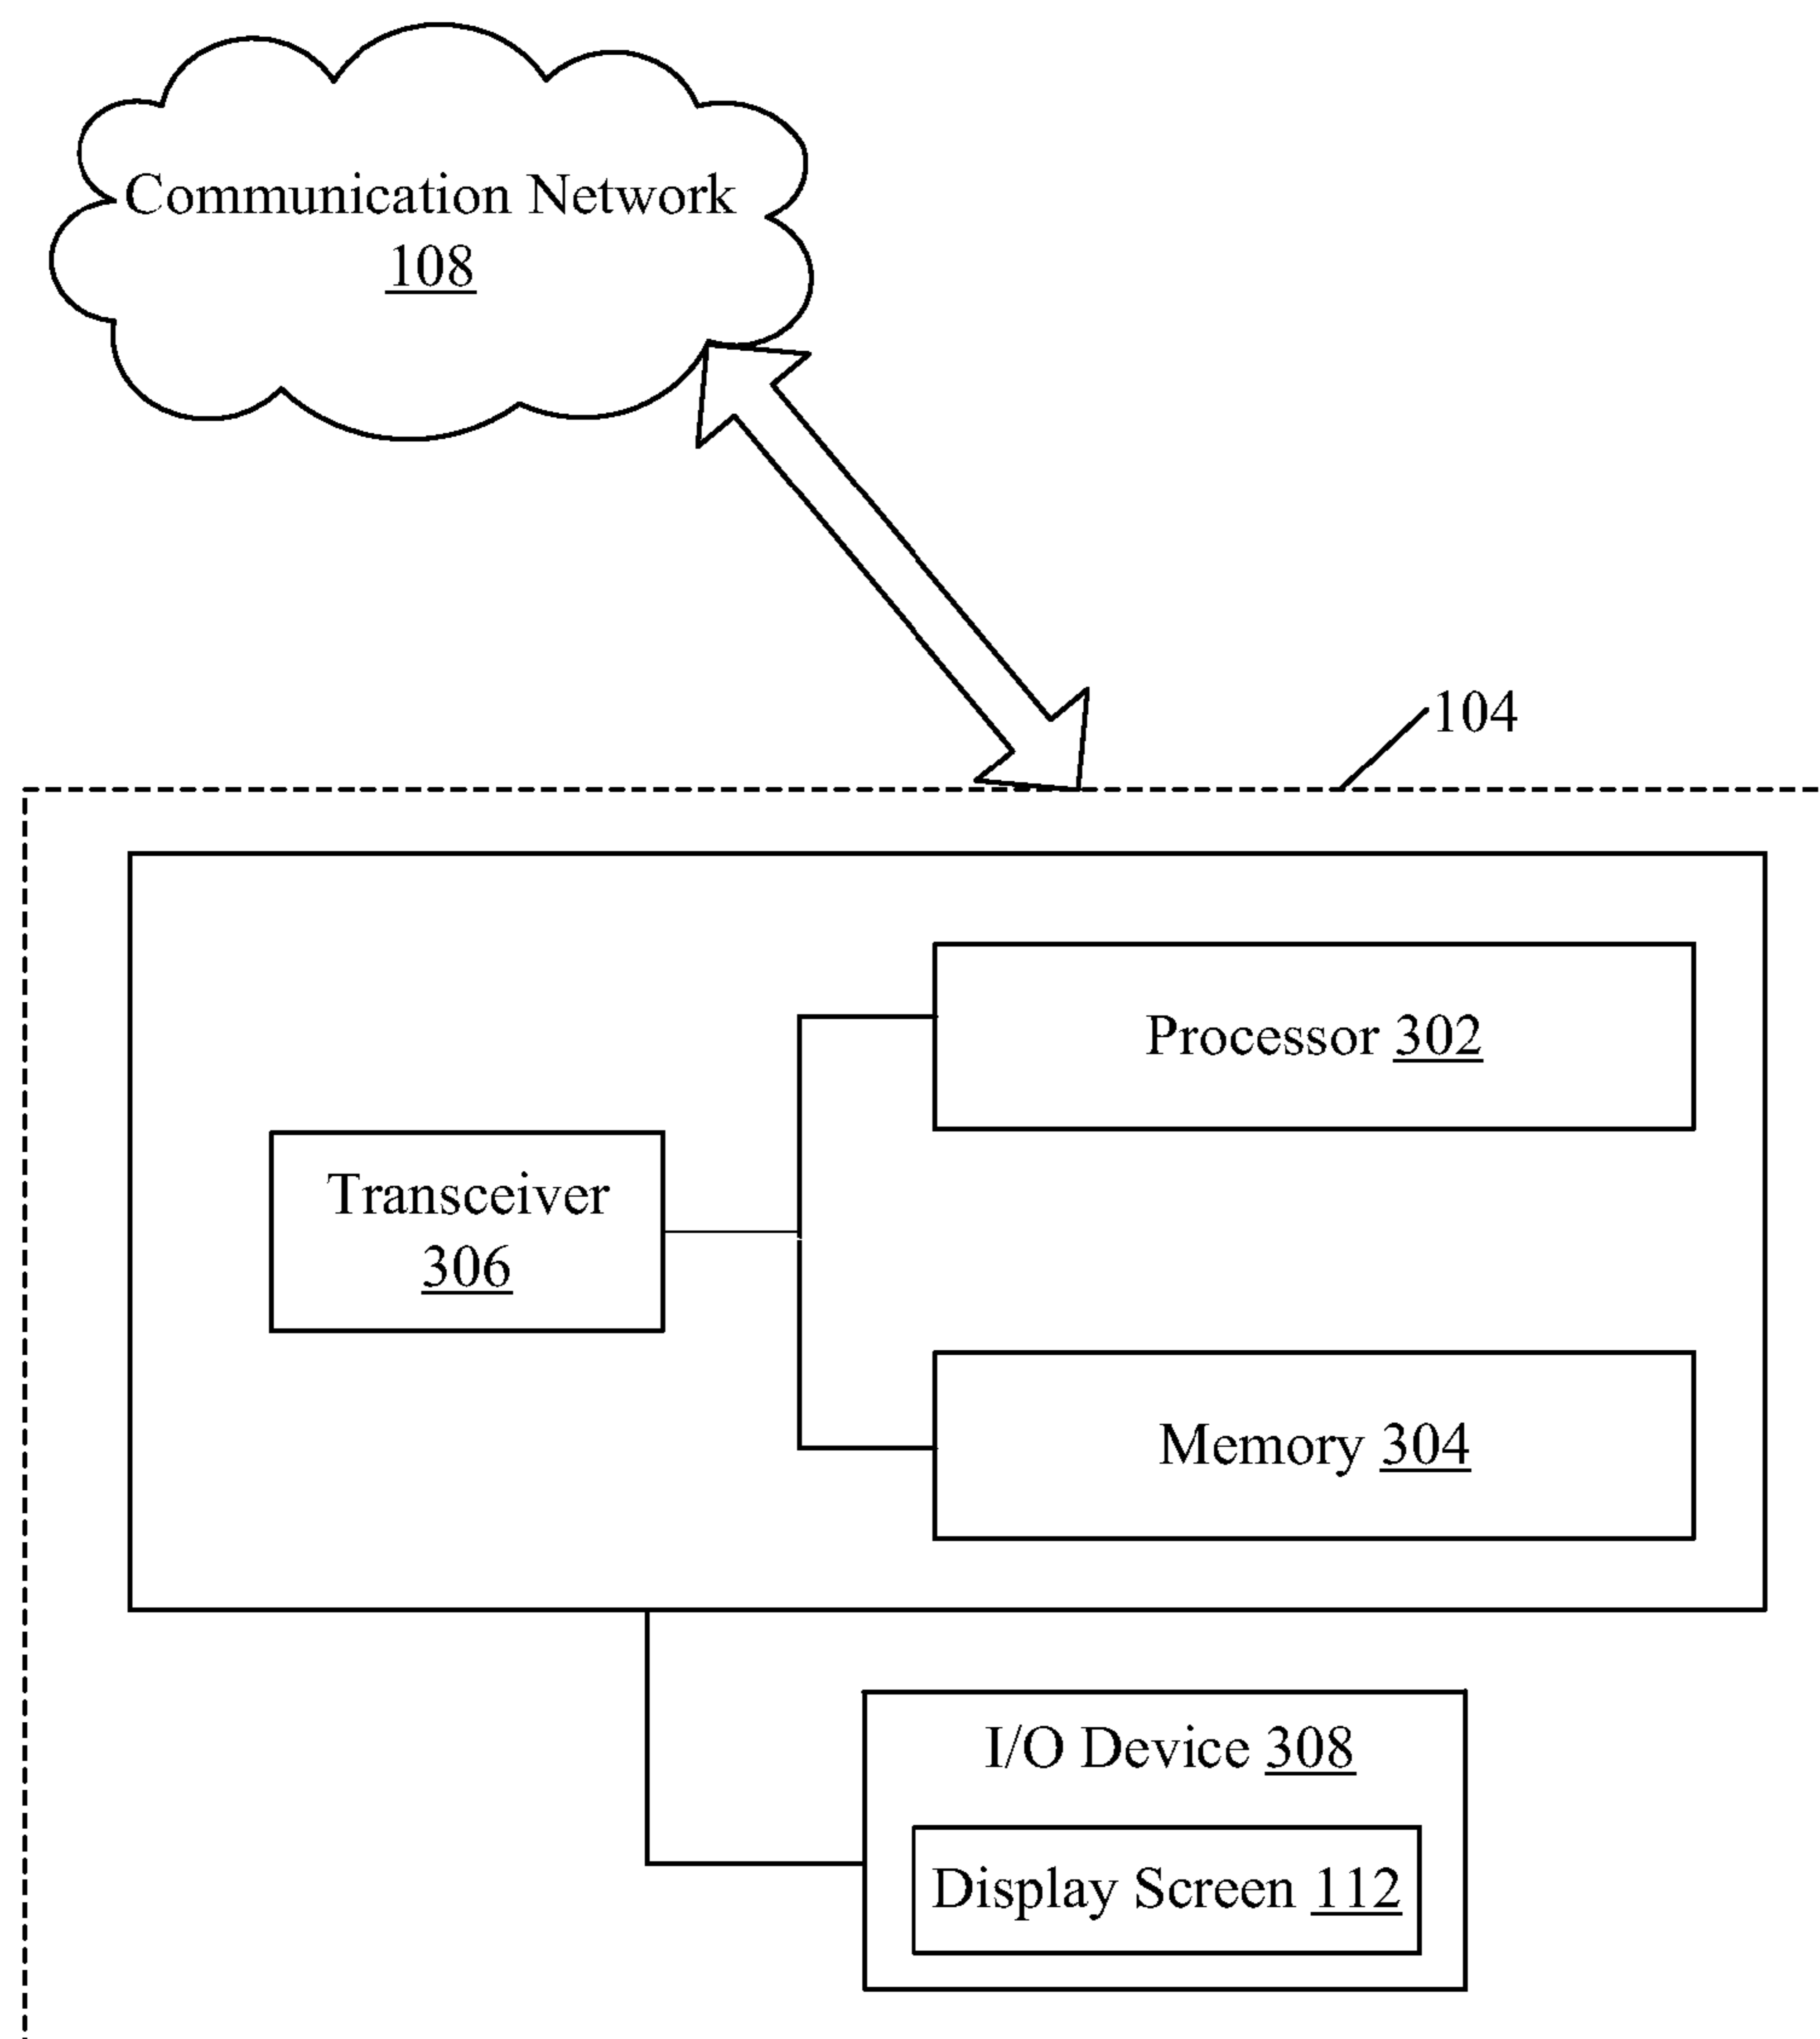 Communication Network
108
104
Processor 302
Transceiver
306
Memory 304
I/O Device 308
Display Screen 112